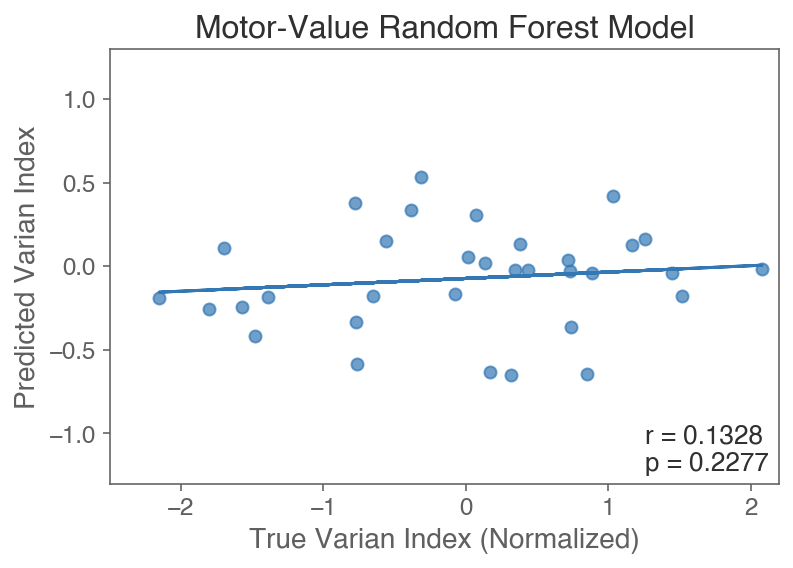 Motor-Value Random Forest Model
Predicted Varian Index
1.0
0.5
0.0
−0.5
−1.0
r = 0.1328
p = 0.2277
−2
−1
0
1
2
True Varian Index (Normalized)